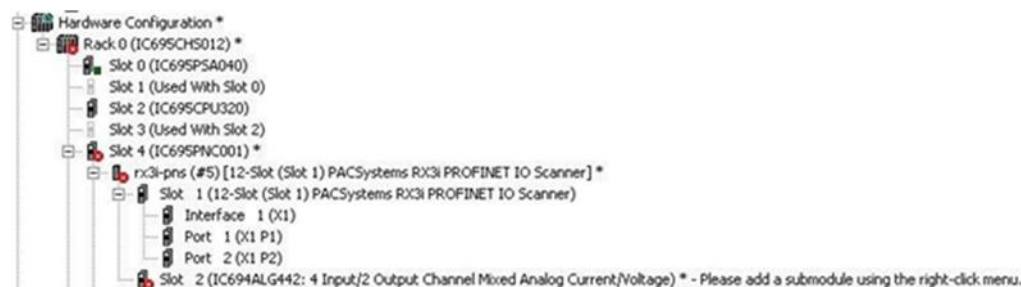 Hardware Configuration *
Rack 0 (IC695CHS012) *
Slot 0 (IC695PSA040)
Slot 1 (Used With Slot 0)
Slot 2 (IC695CPU320)
Slot 3 (Used With Slot 2)
Slot 4 (IC695PNC001) *
rx3i-pns (#5) [12-Slot (Slot 1) PACSystems RX3i PROFINET IO Scanner] *
Slot 1 (12-Slot (Slot 1) PACSystems RX3i PROFINET IO Scanner)
Interface 1 (X1)
Port 1 (X1 P1)
Port 2 (X1 P2)
Slot 2 (IC694ALG442: 4 Input/2 Output Channel Mixed Analog Current/Voltage) * - Please add a submodule using the right-click menu.